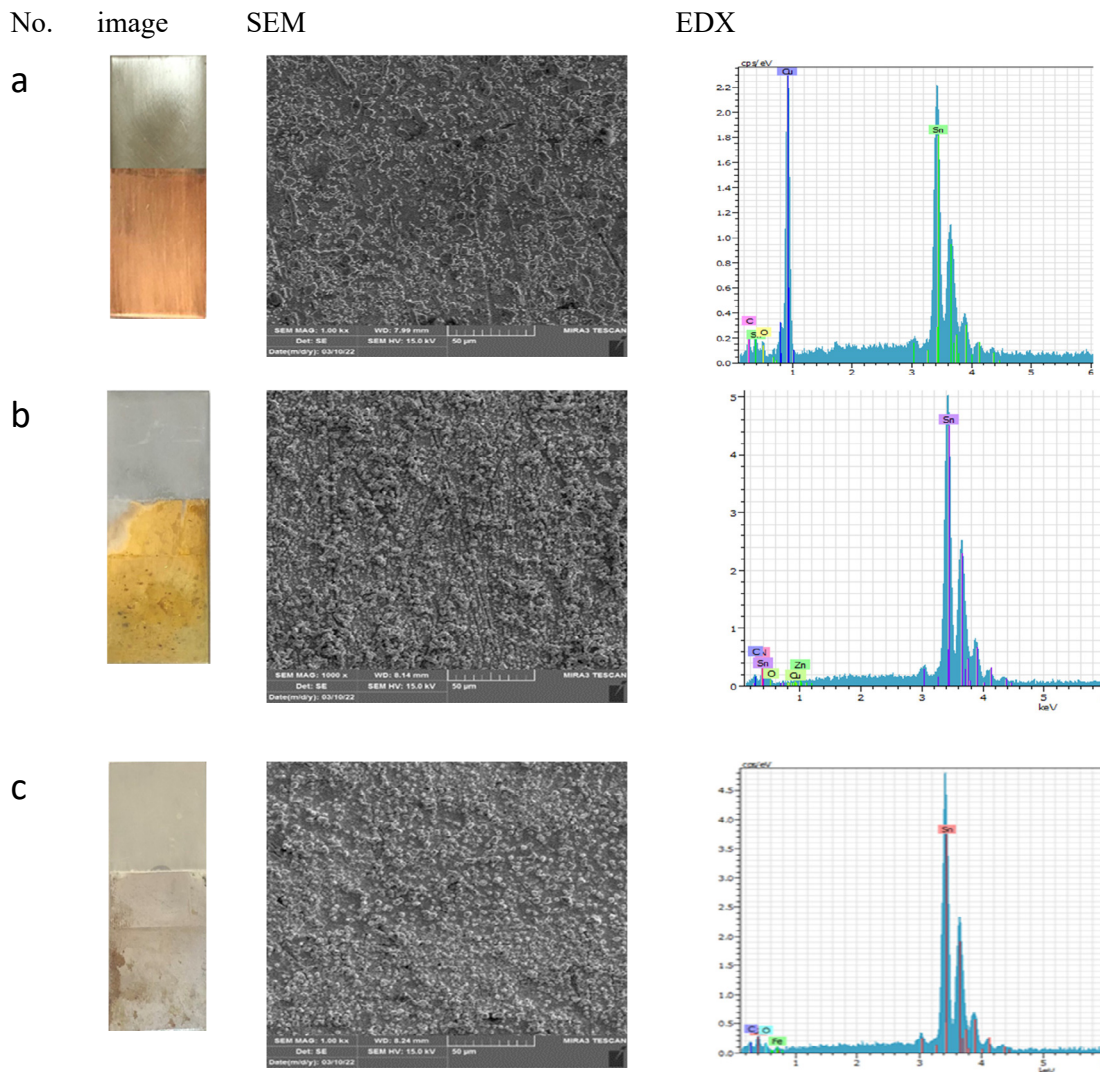 No. image SEM EDX
a
SEM MAG: 1.00 kx WD: 7.99 mm MIRA3 TESCAN
Det: SE SEM HV: 15.0 kV 50 µm
Date(m/d/y): 03/10/22
cps/eV
Cu
Sn
C
O
2.2
2.0
1.8
1.6
1.4
1.2
1.0
0.8
0.6
0.4
0.2
0.0
1 2 3 4 5 6
b
SEM MAG: 1000 x WD: 8.14 mm MIRA3 TESCAN
Det: SE SEM HV: 15.0 kV 50 µm
Date(m/d/y): 03/10/22
Sn
C
Sn
O
Zn
Cu
5
4
3
2
1
0
1 2 3 4 5
keV
c
SEM MAG: 1.00 kx WD: 8.24 mm MIRA3 TESCAN
Det: SE SEM HV: 15.0 kV 50 µm
Date(m/d/y): 03/10/22
cps/eV
Sn
C
O
Fe
4.5
4.0
3.5
3.0
2.5
2.0
1.5
1.0
0.5
0.0
1 2 3 4 5
keV